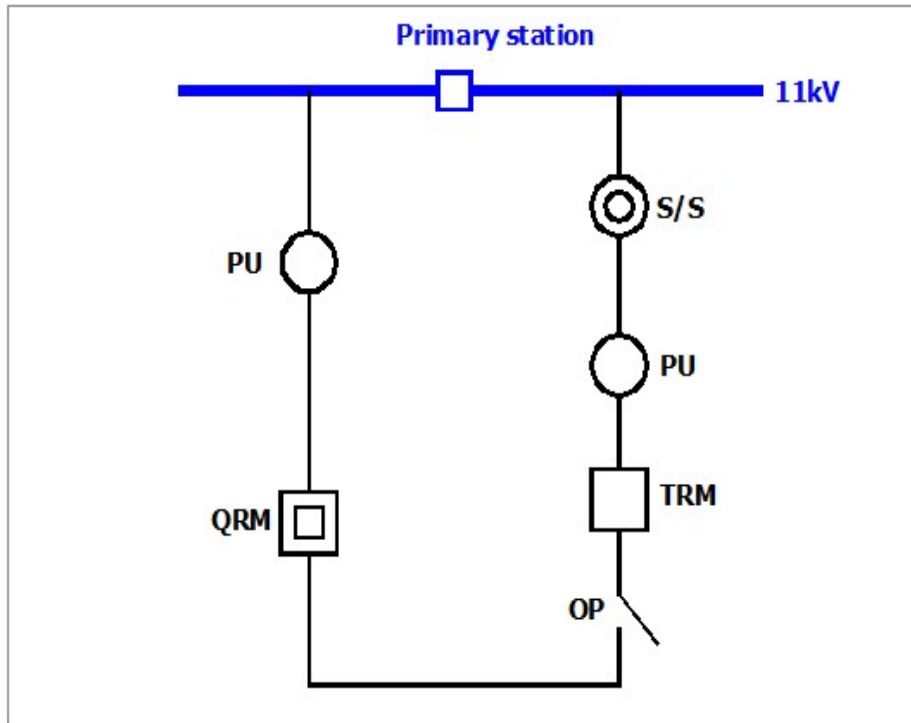 Primary station
11kV
S/S
PU
PU
TRM
QRM
OP